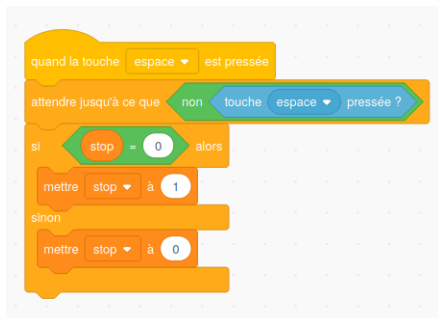 quand la touche espace est pressée
attendre jusqu'à ce que non touche espace pressée ?
si stop = 0 alors
mettre stop à 1
sinon
mettre stop à 0